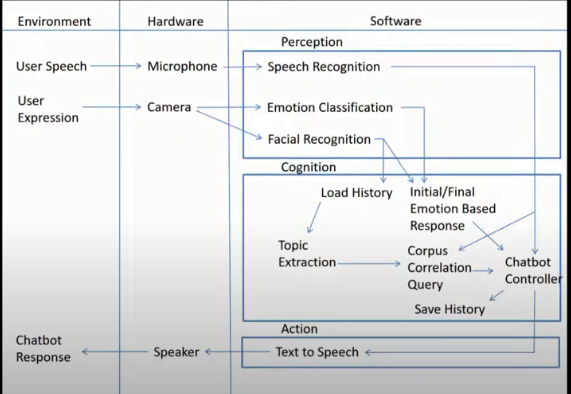 Environment
Hardware
Software
Perception
User Speech
Microphone
Speech Recognition
User
Expression
Camera
Emotion Classification
Facial Recognition
Cognition
Load History
Initial/Final
Emotion Based
Response
Topic
Extraction
Corpus
Correlation
Query
Chatbot
Controller
Save History
Action
Chatbot
Response
Speaker
Text to Speech